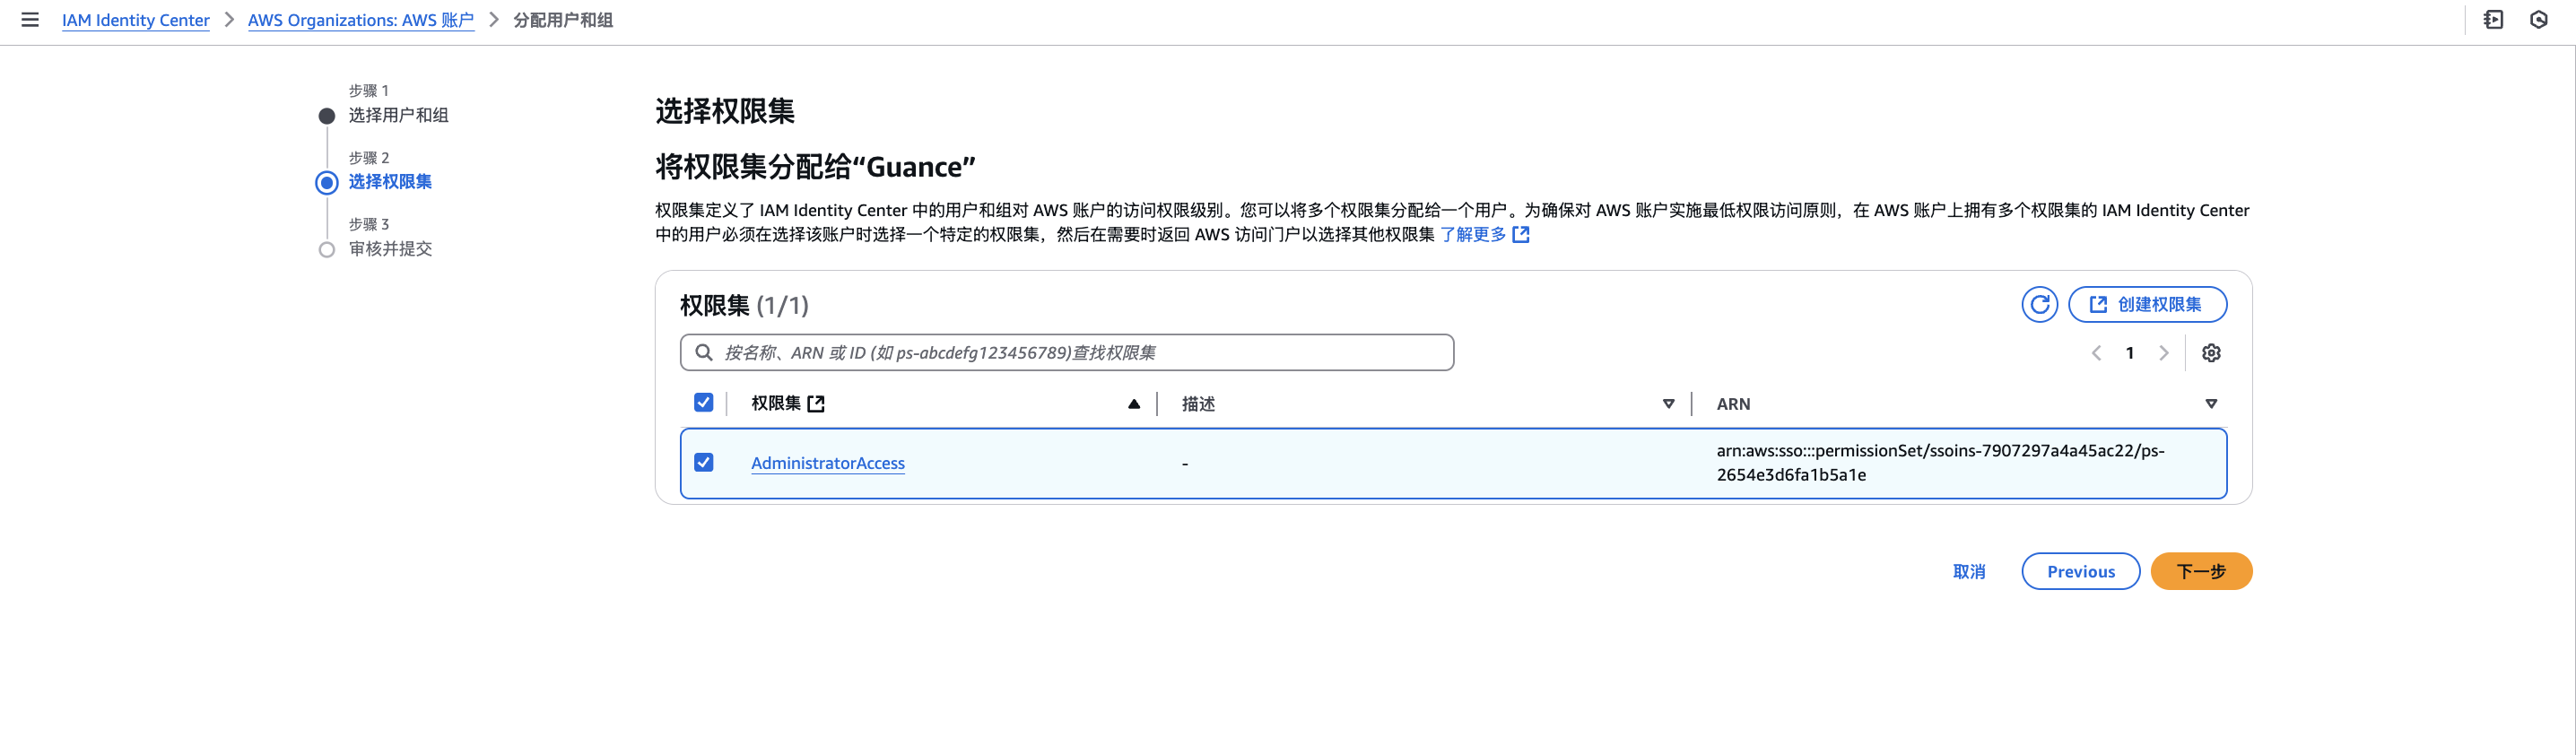 IAM Identity Center > AWS Organizations: AWS 账户 > 分配用户和组
步骤 1
选择用户和组
步骤 2
选择权限集
步骤 3
审核并提交
选择权限集
将权限集分配给“Guance”
权限集定义了 IAM Identity Center 中的用户和组对 AWS 账户的访问权限级别。您可以将多个权限集分配给一个用户。为确保对 AWS 账户实施最低权限访问原则，在 AWS 账户上拥有多个权限集的 IAM Identity Center
中的用户必须在选择该账户时选择一个特定的权限集，然后在需要时返回 AWS 访问门户以选择其他权限集 了解更多
权限集 (1/1)
创建权限集
按名称、ARN 或 ID (如 ps-abcdefg123456789)查找权限集
1
权限集 描述 ARN
AdministratorAccess - arn:aws:sso:::permissionSet/ssoins-7907297a4a45ac22/ps-
2654e3d6fa1b5a1e
取消 Previous 下一步